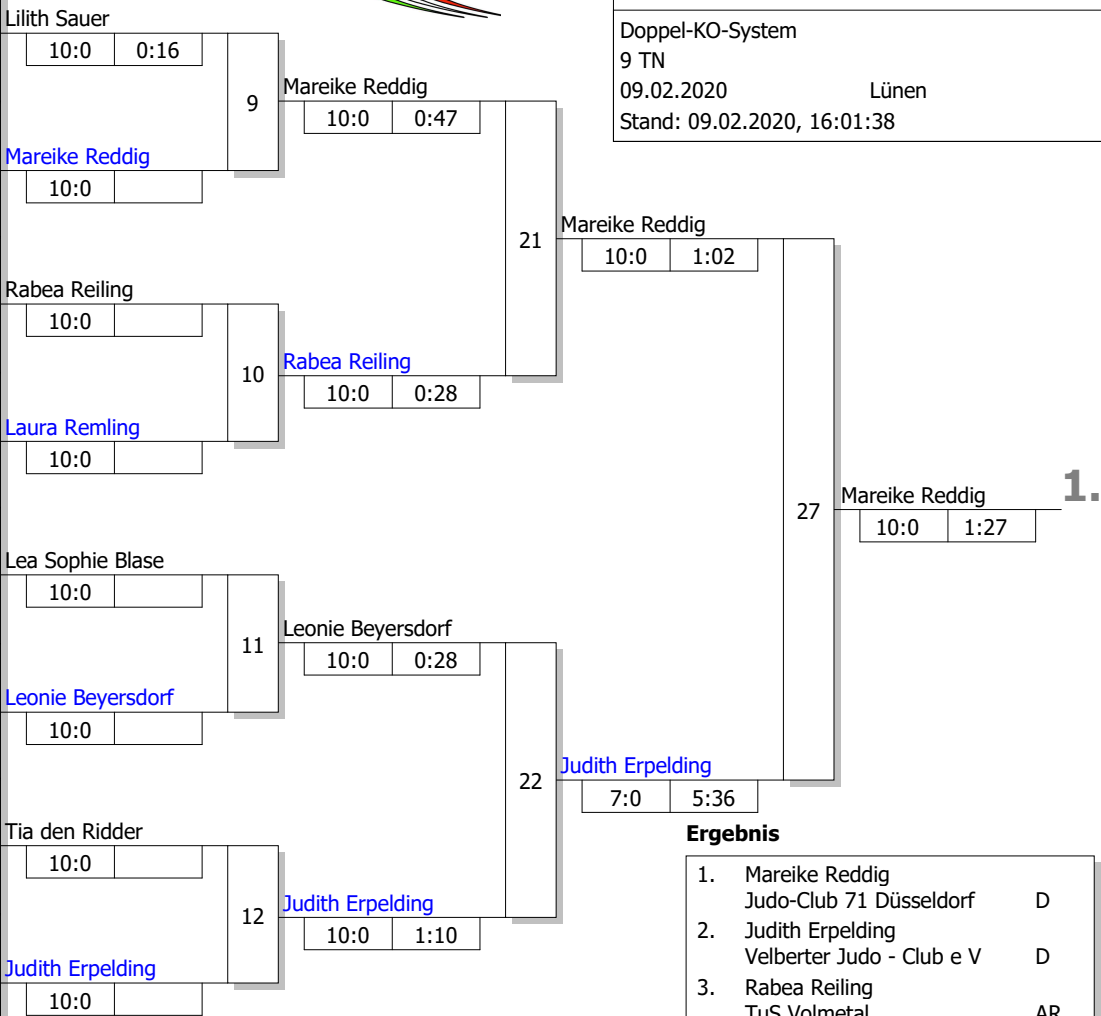 Lilith Sauer
10:0 0:16
9
Mareike Reddig
10:0 0:47
Mareike Reddig
10:0
21
Mareike Reddig
10:0 1:02
Rabea Reiling
10:0
10
Rabea Reiling
10:0 0:28
Laura Remling
10:0
27
Mareike Reddig
10:0 1:27
1.
Lea Sophie Blase
10:0
11
Leonie Beyersdorf
10:0 0:28
Leonie Beyersdorf
10:0
22
Judith Erpelding
7:0 5:36
Tia den Ridder
10:0
12
Judith Erpelding
10:0 1:10
Judith Erpelding
10:0
Doppel-KO-System
9 TN
09.02.2020 Lünen
Stand: 09.02.2020, 16:01:38
Ergebnis
1. Mareike Reddig
Judo-Club 71 Düsseldorf D
2. Judith Erpelding
Velberter Judo - Club e V D
3. Rabea Reiling
TuS Volmetal AR